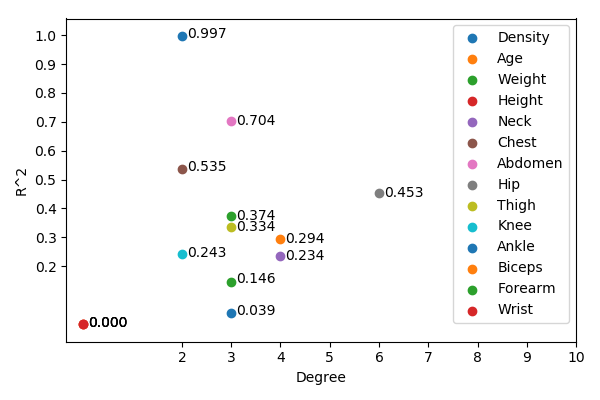 1.0
0.9
0.8
0.7
0.6
0.5
0.4
0.3
0.2
R^2
0.997
0.704
0.535
0.453
0.374
0.334
0.294
0.243
0.234
0.146
0.039
0.000
2 3 4 5 6 7 8 9 10
Degree
Density
Age
Weight
Height
Neck
Chest
Abdomen
Hip
Thigh
Knee
Ankle
Biceps
Forearm
Wrist